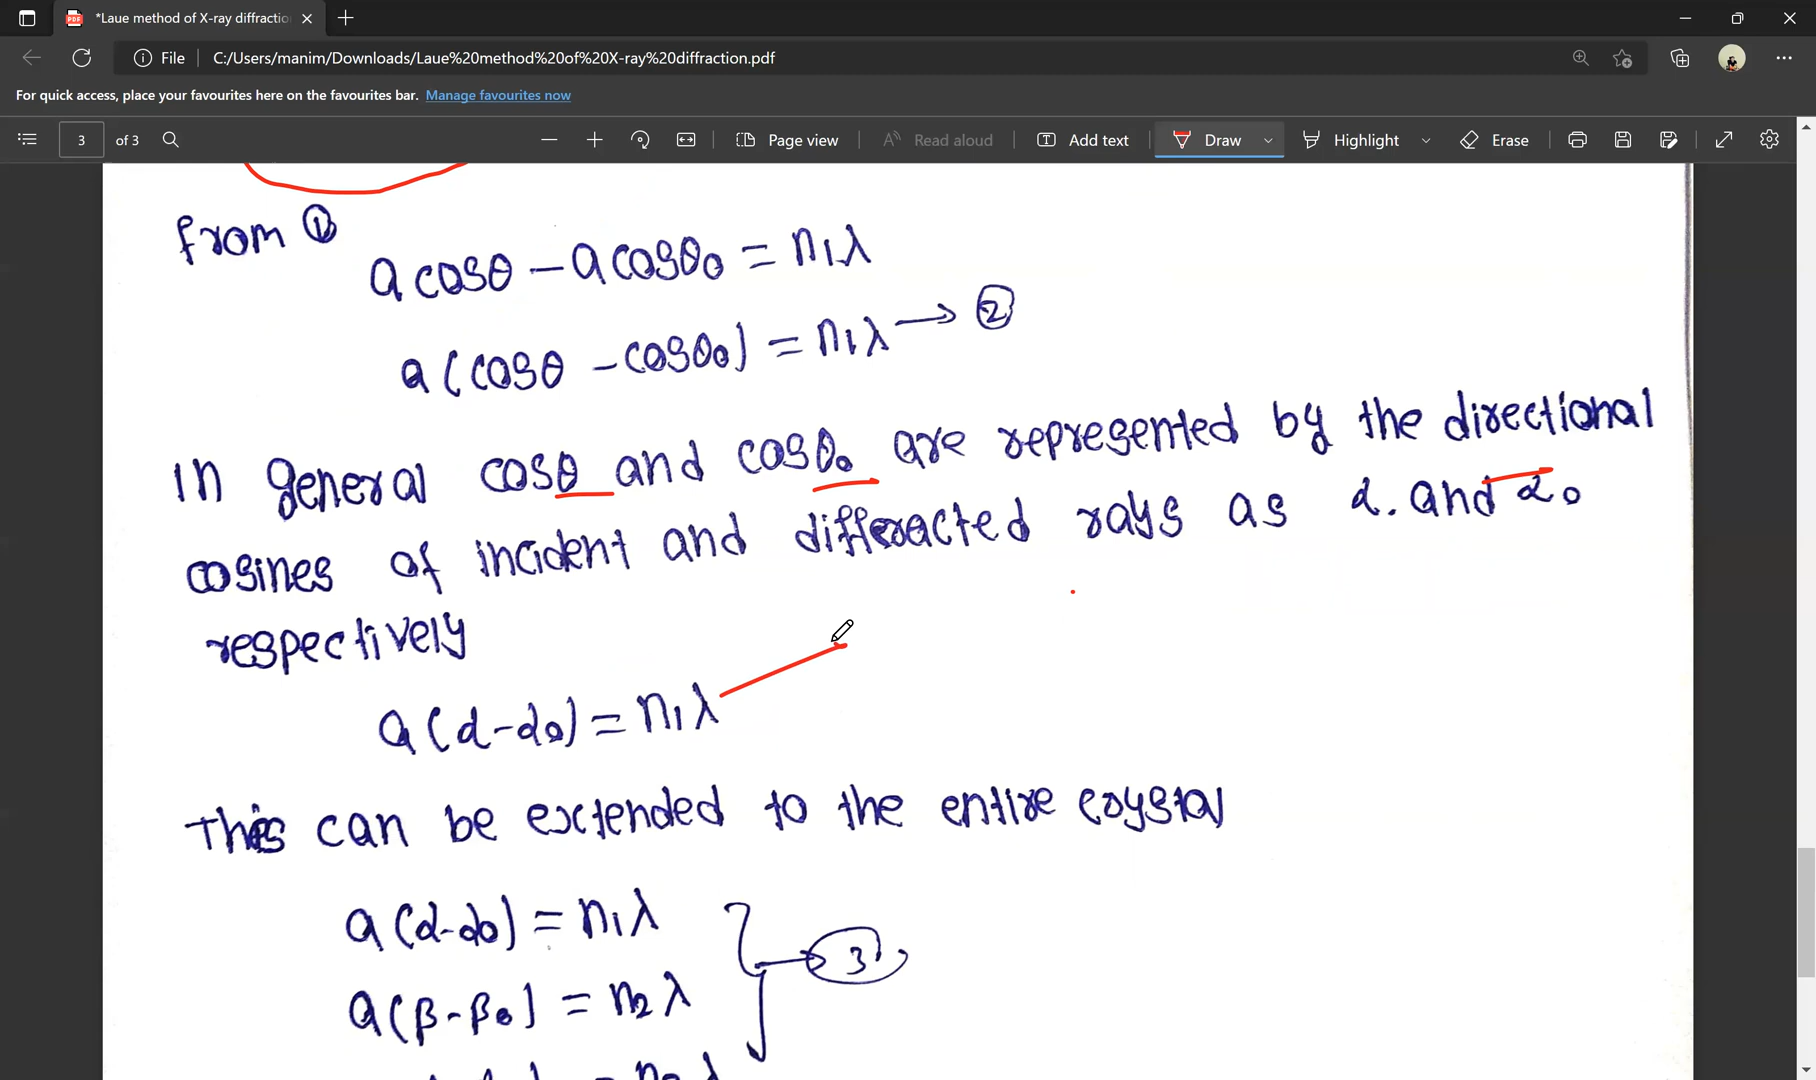 *Laue method of X-ray diffractio
File C:/Users/manim/Downloads/Laue%20method%20of%20X-ray%20diffraction.pdf
For quick access, place your favourites here on the favourites bar. Manage favourites now
3 of 3 Page view Read aloud Add text Draw Highlight Erase
from ①
a cosθ – a cosθ₀ = n₁λ
a (cosθ – cosθ₀) = n₁λ → ②
In general cosθ and cosθ₀ are represented by the directional
cosines of incident and diffracted rays as α. and α₀
respectively
a (α-α₀) = n₁λ
This can be extended to the entire crystal
a (α-α₀) = n₁λ
→ 3
a (β-β₀) = n₂λ